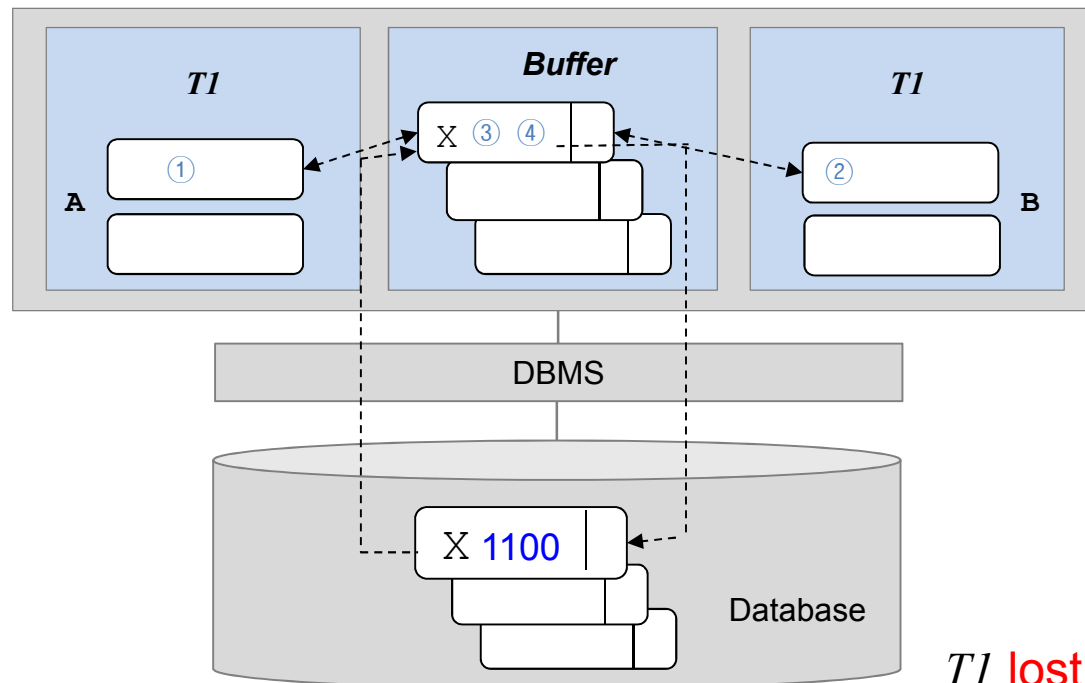 T1
Buffer
T1
X ③ ④
①
②
A
B
DBMS
X 1100
Database
T1 lost